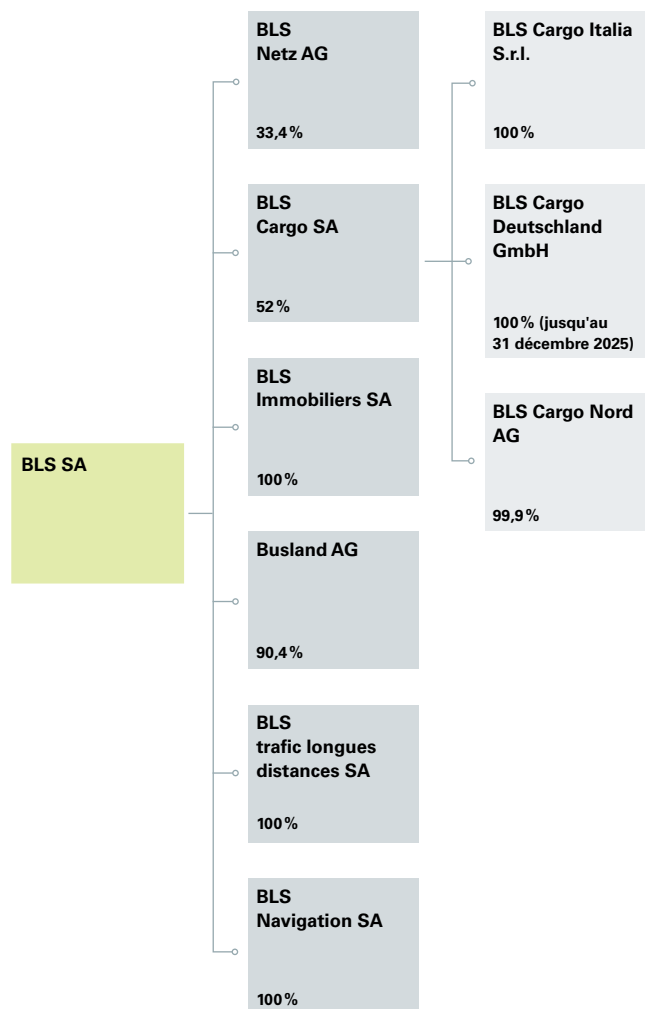 BLS SA
BLS
Netz AG
33,4 %
BLS
Cargo SA
52 %
BLS
Immobiliers SA
100 %
Busland AG
90,4 %
BLS
trafic longues
distances SA
100 %
BLS
Navigation SA
100 %
BLS Cargo Italia
S.r.l.
100 %
BLS Cargo
Deutschland
GmbH
100 % (jusqu'au
31 décembre 2025)
BLS Cargo Nord
AG
99,9 %